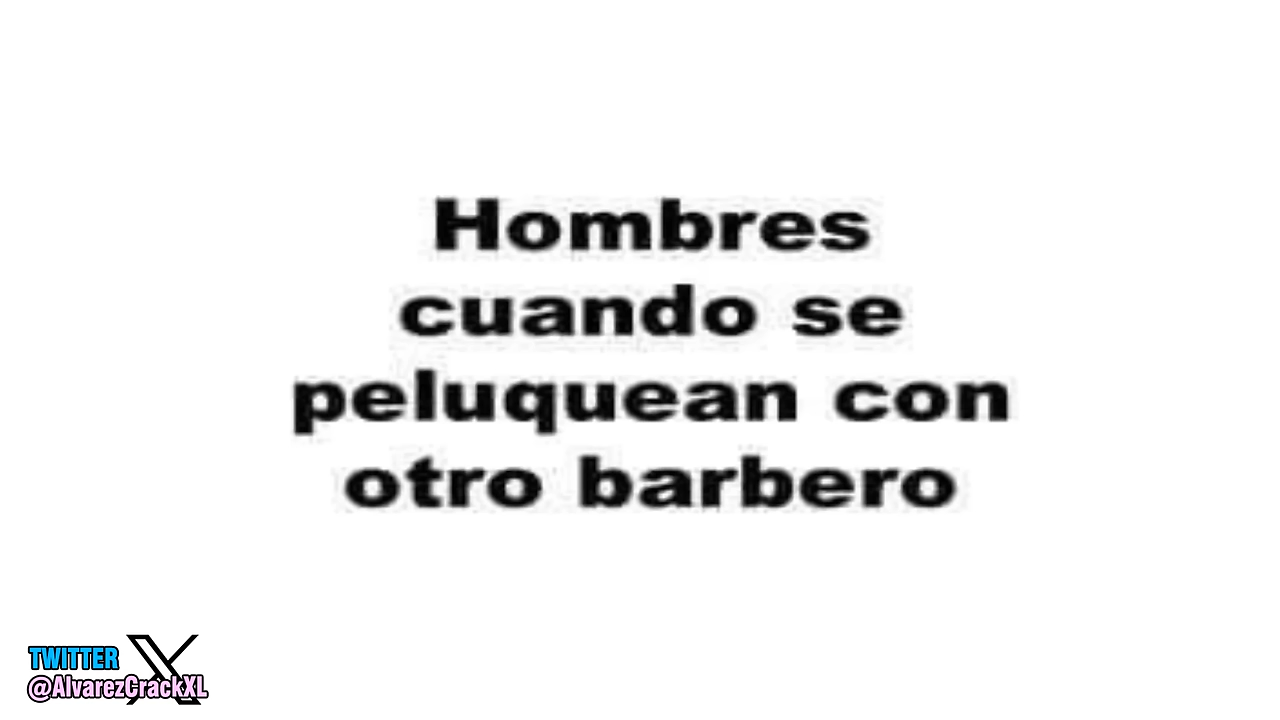 Hombres
cuando se
peluquean con
otro barbero
TWITTER X
@AlvarezCrackXL